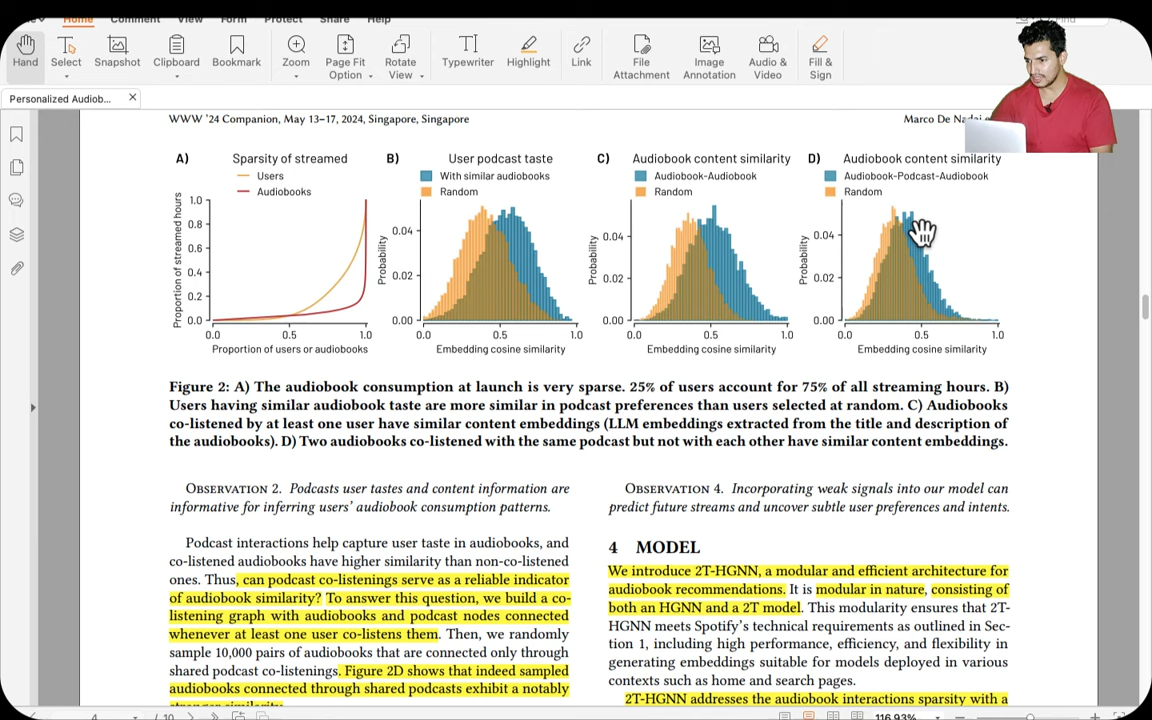 Home Comment View Form Protect Share Help
Find
Hand Select Snapshot Clipboard Bookmark Zoom Page Fit Option Rotate View Typewriter Highlight Link File Attachment Image Annotation Audio & Video Fill & Sign
Personalized Audiob...
WWW '24 Companion, May 13–17, 2024, Singapore, Singapore
Marco De
A) Sparsity of streamed
Users
Audiobooks
Proportion of streamed hours
1.0
0.8
0.6
0.4
0.2
0.0
0.0 0.5 1.0
Proportion of users or audiobooks
B) User podcast taste
With similar audiobooks
Random
Probability
0.04
0.02
0.00
0.0 0.5 1.0
Embedding cosine similarity
C) Audiobook content similarity
Audiobook-Audiobook
Random
Probability
0.04
0.02
0.00
0.0 0.5 1.0
Embedding cosine similarity
D) Audiobook content similarity
Audiobook-Podcast-Audiobook
Random
Probability
0.04
0.02
0.00
0.0 0.5 1.0
Embedding cosine similarity
Figure 2: A) The audiobook consumption at launch is very sparse. 25% of users account for 75% of all streaming hours. B)
Users having similar audiobook taste are more similar in podcast preferences than users selected at random. C) Audiobooks
co-listened by at least one user have similar content embeddings (LLM embeddings extracted from the title and description of
the audiobooks). D) Two audiobooks co-listened with the same podcast but not with each other have similar content embeddings.
Observation 2. Podcasts user tastes and content information are
informative for inferring users' audiobook consumption patterns.
Podcast interactions help capture user taste in audiobooks, and
co-listened audiobooks have higher similarity than non-co-listened
ones. Thus, can podcast co-listenings serve as a reliable indicator
of audiobook similarity? To answer this question, we build a co-
listening graph with audiobooks and podcast nodes connected
whenever at least one user co-listens them. Then, we randomly
sample 10,000 pairs of audiobooks that are connected only through
shared podcast co-listenings. Figure 2D shows that indeed sampled
audiobooks connected through shared podcasts exhibit a notably
stronger similarity.
Observation 4. Incorporating weak signals into our model can
predict future streams and uncover subtle user preferences and intents.
4 MODEL
We introduce 2T-HGNN, a modular and efficient architecture for
audiobook recommendations. It is modular in nature, consisting of
both an HGNN and a 2T model. This modularity ensures that 2T-
HGNN meets Spotify's technical requirements as outlined in Sec-
tion 1, including high performance, efficiency, and flexibility in
generating embeddings suitable for models deployed in various
contexts such as home and search pages.
2T-HGNN addresses the audiobook interactions sparsity with a
4 / 10
116.93%